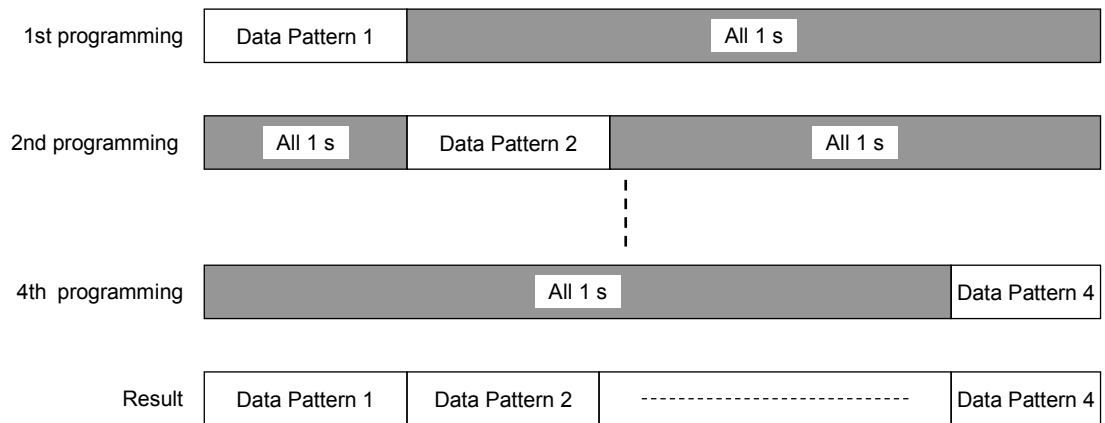 1st programming Data Pattern 1 All 1 s
2nd programming All 1 s Data Pattern 2 All 1 s
4th programming All 1 s Data Pattern 4
Result Data Pattern 1 Data Pattern 2 Data Pattern 4